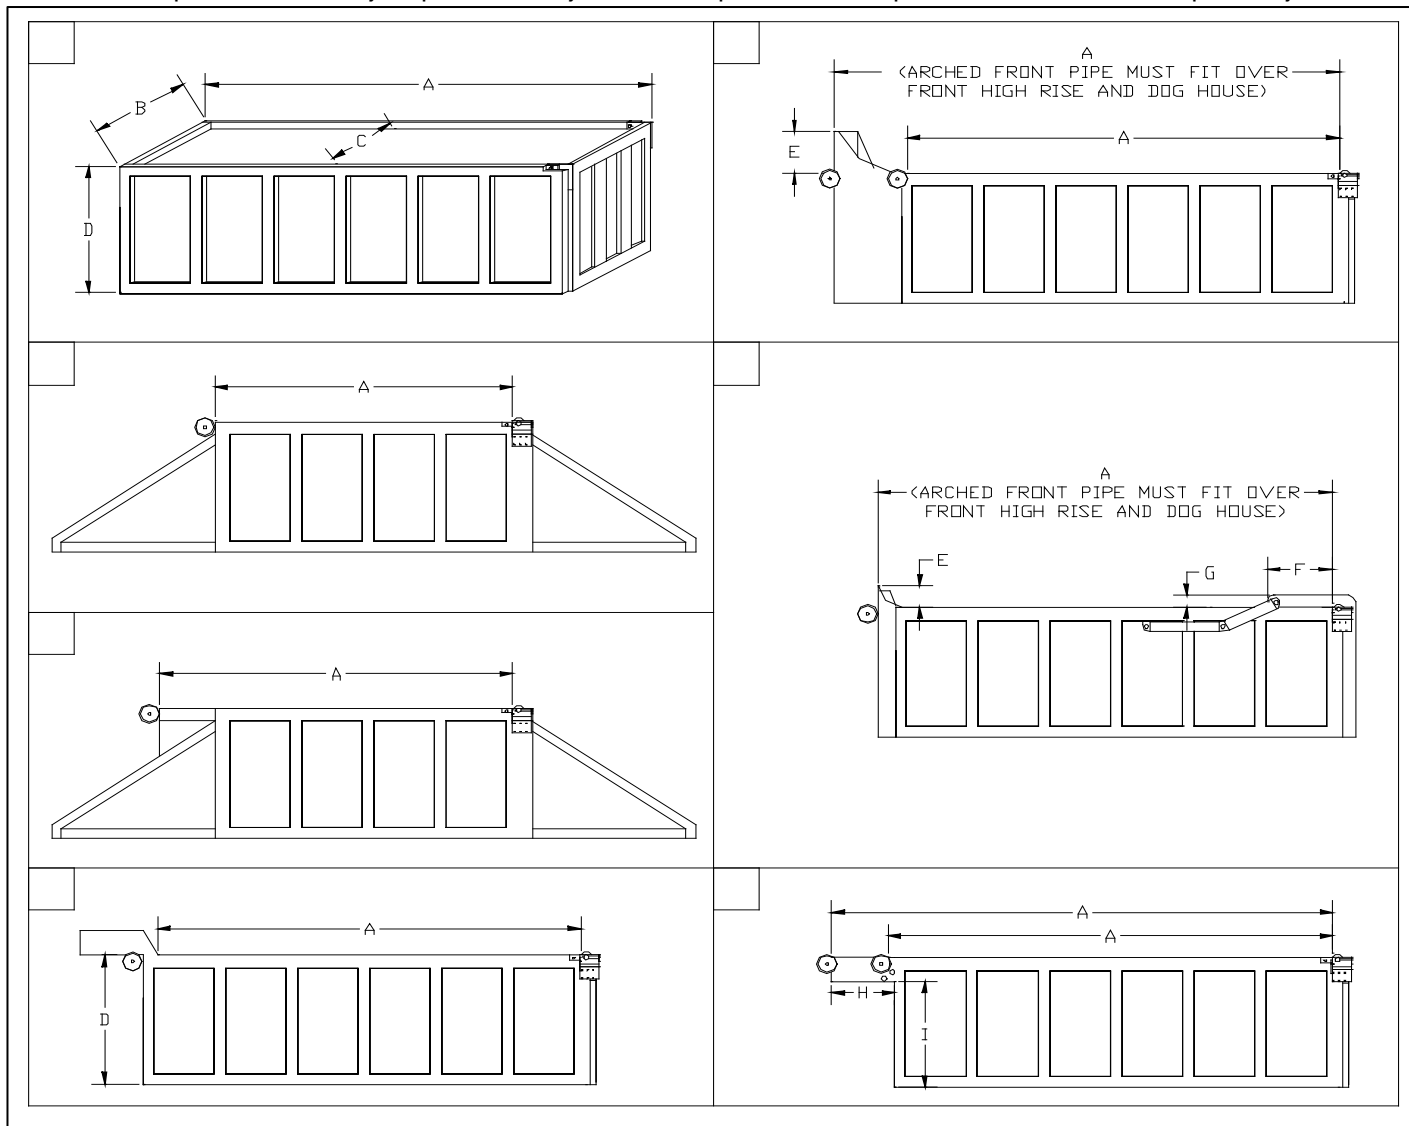 A
B
C
D
A
(ARCHED FRONT PIPE MUST FIT OVER
FRONT HIGH RISE AND DOG HOUSE)
A
E
A
A
(ARCHED FRONT PIPE MUST FIT OVER
FRONT HIGH RISE AND DOG HOUSE)
E
G
F
A
A
D
A
A
H
I